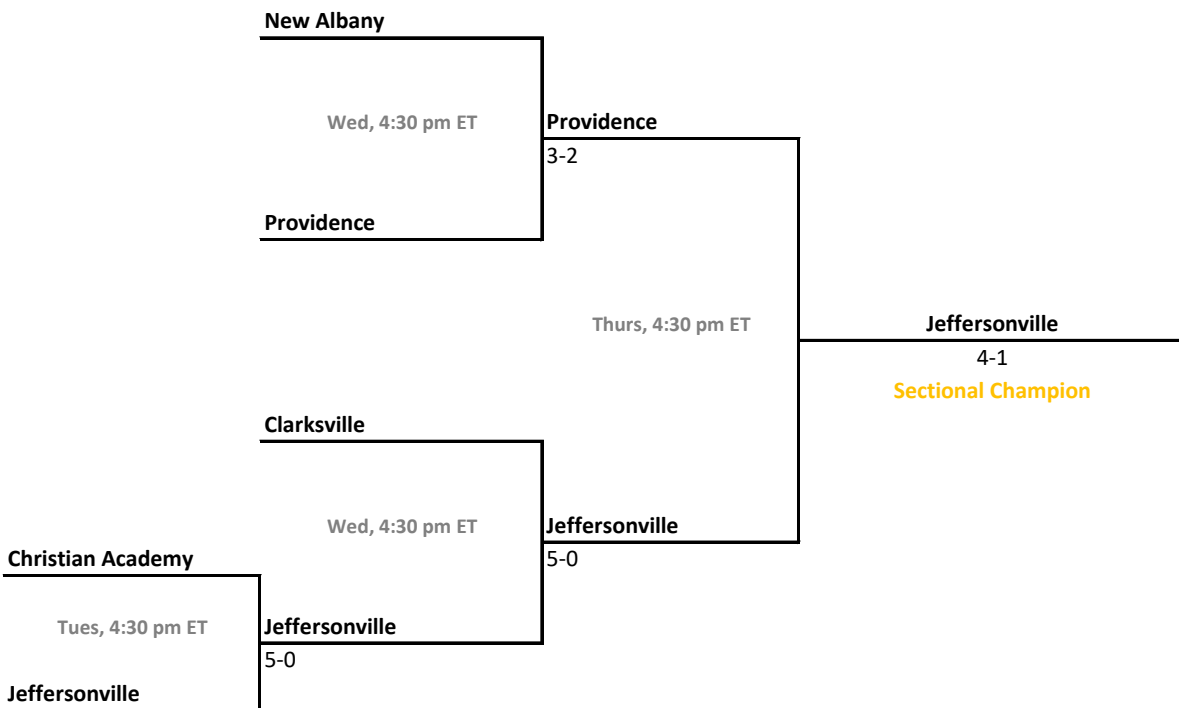 New Albany
Wed, 4:30 pm ET
Providence
3-2
Providence
Thurs, 4:30 pm ET
Jeffersonville
4-1
Sectional Champion
Clarksville
Wed, 4:30 pm ET
Jeffersonville
5-0
Christian Academy
Tues, 4:30 pm ET
Jeffersonville
5-0
Jeffersonville